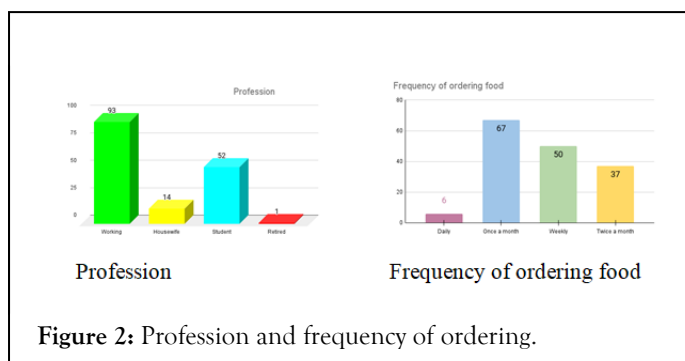 Profession
100
75
50
25
0
93
14
52
1
Working
Housewife
Student
Retired
Profession
Frequency of ordering food
80
60
40
20
0
6
67
50
37
Daily
Once a month
Weekly
Twice a month
Frequency of ordering food
Figure 2: Profession and frequency of ordering.